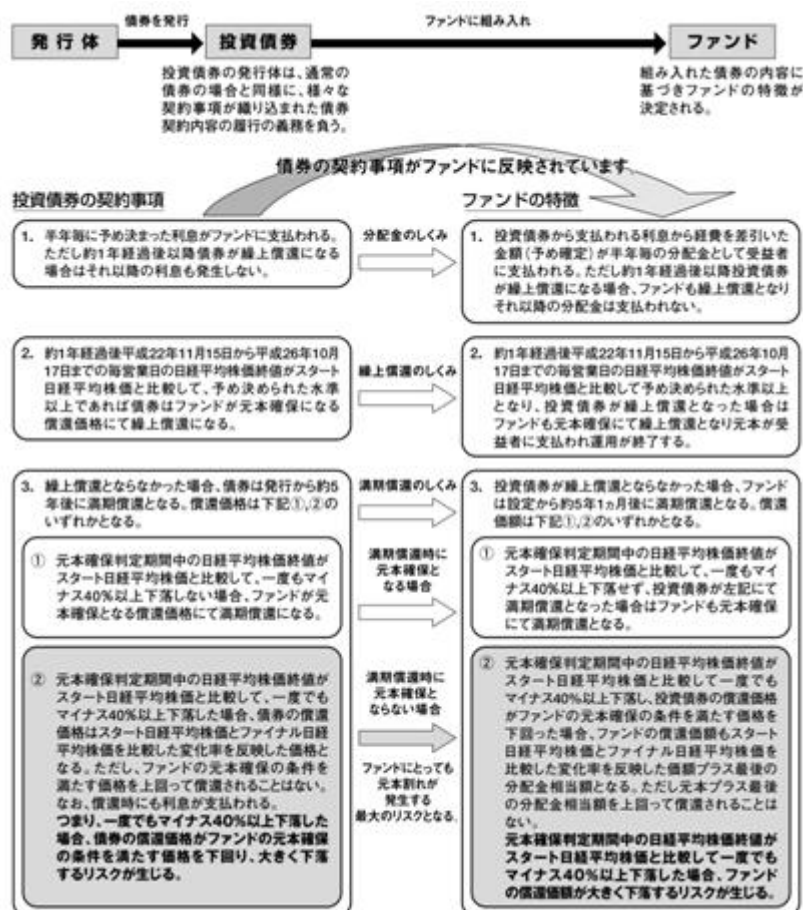 債券を発行
ファンドに組み入れ
発行体
投資債券
ファンド
投資債券の発行体は、通常の
債券の場合と同様に、様々な
契約事項が織り込まれた債券
契約内容の履行の義務を負う。
組み入れた債券の内容に
基づきファンドの特徴が
決定される。
債券の契約事項がファンドに反映されています。
投資債券の契約事項
ファンドの特徴
1. 半年毎に予め決まった利息がファンドに支払われる。
ただし約1年経過後以降債券が繰上償還になる
場合はそれ以降の利息も発生しない。
分配金のしくみ
1. 投資債券から支払われる利息から経費を差引いた
金額(予め確定)が半年毎の分配金として受益者
に支払われる。ただし約1年経過後以降投資債券
が繰上償還になる場合、ファンドも繰上償還となり
それ以降の分配金は支払われない。
2. 約1年経過後平成22年11月15日から平成26年10月
17日までの毎営業日の日経平均株価終値がスタート
日経平均株価と比較して、予め決められた水準
以上であれば債券はファンドが元本確保になる
償還価格にて繰上償還になる。
繰上償還のしくみ
2. 約1年経過後平成22年11月15日から平成26年10月
17日までの毎営業日の日経平均株価終値がスタート
日経平均株価と比較して予め決められた水準以上
となり、投資債券が繰上償還となった場合は
ファンドも元本確保にて繰上償還となり元本が受
益者に支払われ運用が終了する。
3. 繰上償還とならなかった場合、債券は発行から約5
年後に満期償還となる。償還価格は下記①,②の
いずれかとなる。
満期償還のしくみ
3. 投資債券が繰上償還とならなかった場合、ファンド
は設定から約5年1ヵ月後に満期償還となる。償還
価額は下記①,②のいずれかとなる。
① 元本確保判定期間中の日経平均株価終値が
スタート日経平均株価と比較して、一度もマイ
ナス40%以上下落しない場合、ファンドが元
本確保となる償還価格にて満期償還になる。
満期償還時に
元本確保と
なる場合
① 元本確保判定期間中の日経平均株価終値が
スタート日経平均株価と比較して、一度もマイ
ナス40%以上下落せず、投資債券が左記にて
満期償還となった場合はファンドも元本確保
にて満期償還となる。
② 元本確保判定期間中の日経平均株価終値が
スタート日経平均株価と比較して、一度でも
マイナス40%以上下落した場合、債券の償還
価格はスタート日経平均株価とファイナル日経
平均株価を比較した変化率を反映した価格と
なる。ただし、ファンドの元本確保の条件を
満たす価格を上回って償還されることはない。
なお、償還時にも利息が支払われる。
つまり、一度でもマイナス40%以上下落した
場合、債券の償還価格がファンドの元本確保
の条件を満たす価格を下回り、大きく下落
するリスクが生じる。
満期償還時に
元本確保と
ならない場合
ファンドにとっても
元本割れが
発生する
最大のリスクとなる。
② 元本確保判定期間中の日経平均株価終値が
スタート日経平均株価と比較して一度でも
マイナス40%以上下落し、投資債券の償還価格
がファンドの元本確保の条件を満たす価格を
下回った場合、ファンドの償還価額もスタート
日経平均株価とファイナル日経平均株価を
比較した変化率を反映した価額プラス最後の
分配金相当額となる。ただし元本プラス最後
の分配金相当額を上回って償還されることは
ない。
元本確保判定期間中の日経平均株価終値が
スタート日経平均株価と比較して一度でも
マイナス40%以上下落した場合、ファンド
の償還価額が大きく下落するリスクが生じる。